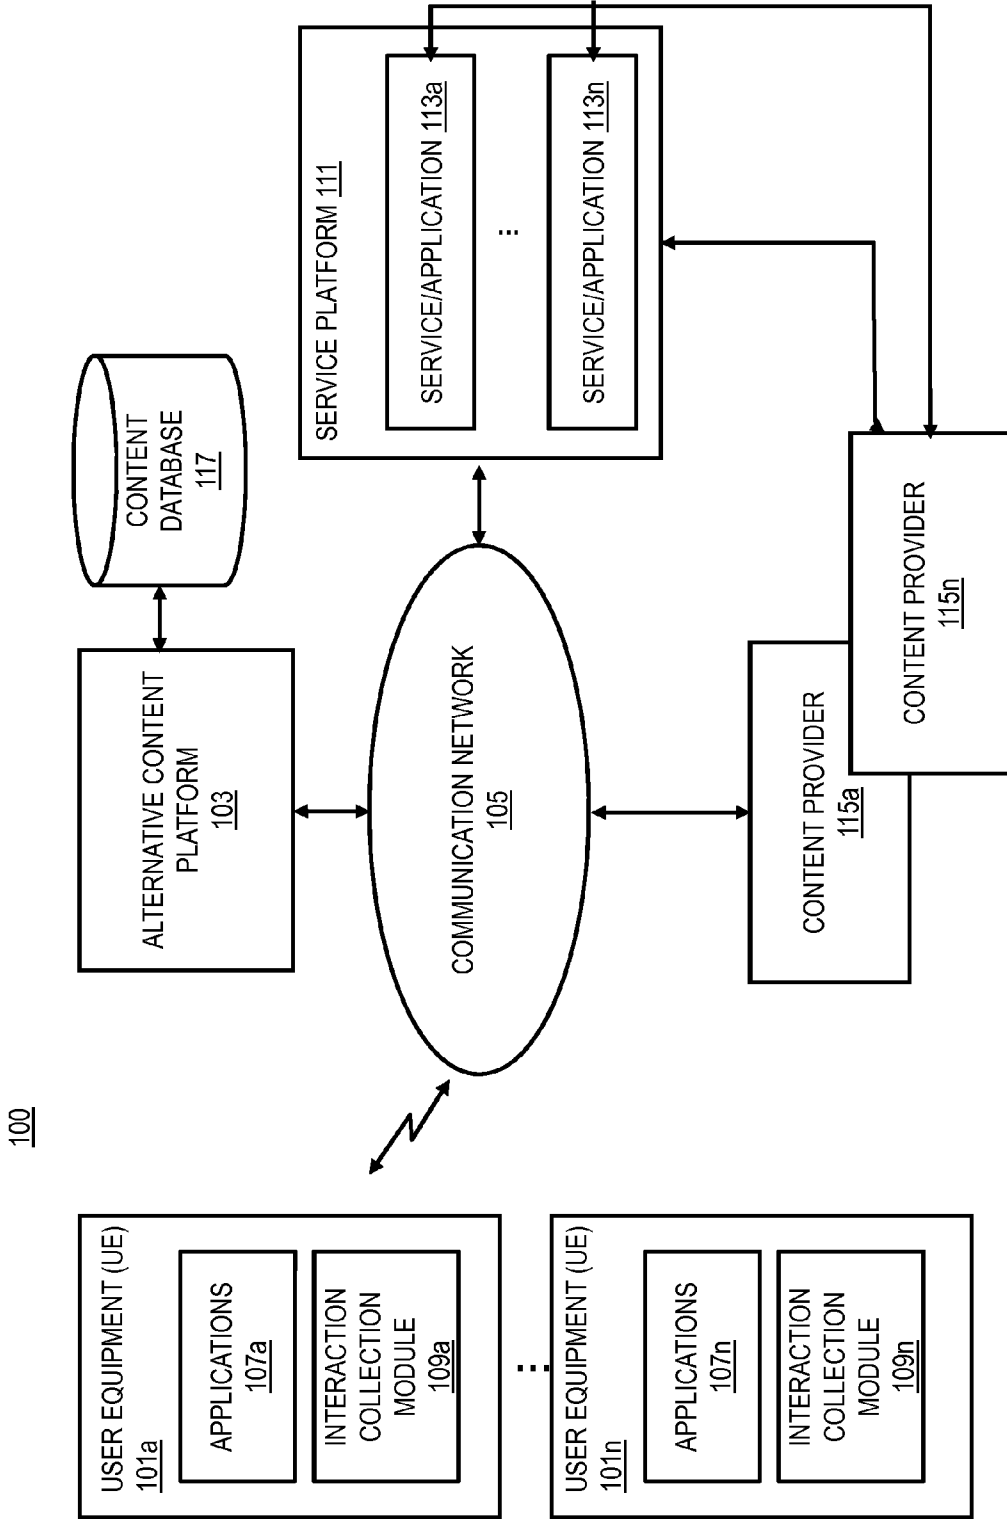 100
USER EQUIPMENT (UE)
101a
APPLICATIONS
107a
INTERACTION
COLLECTION
MODULE
109a
...
USER EQUIPMENT (UE)
101n
APPLICATIONS
107n
INTERACTION
COLLECTION
MODULE
109n
ALTERNATIVE CONTENT
PLATFORM
103
CONTENT
DATABASE
117
COMMUNICATION NETWORK
105
SERVICE PLATFORM 111
SERVICE/APPLICATION 113a
...
SERVICE/APPLICATION 113n
CONTENT PROVIDER
115a
CONTENT PROVIDER
115n